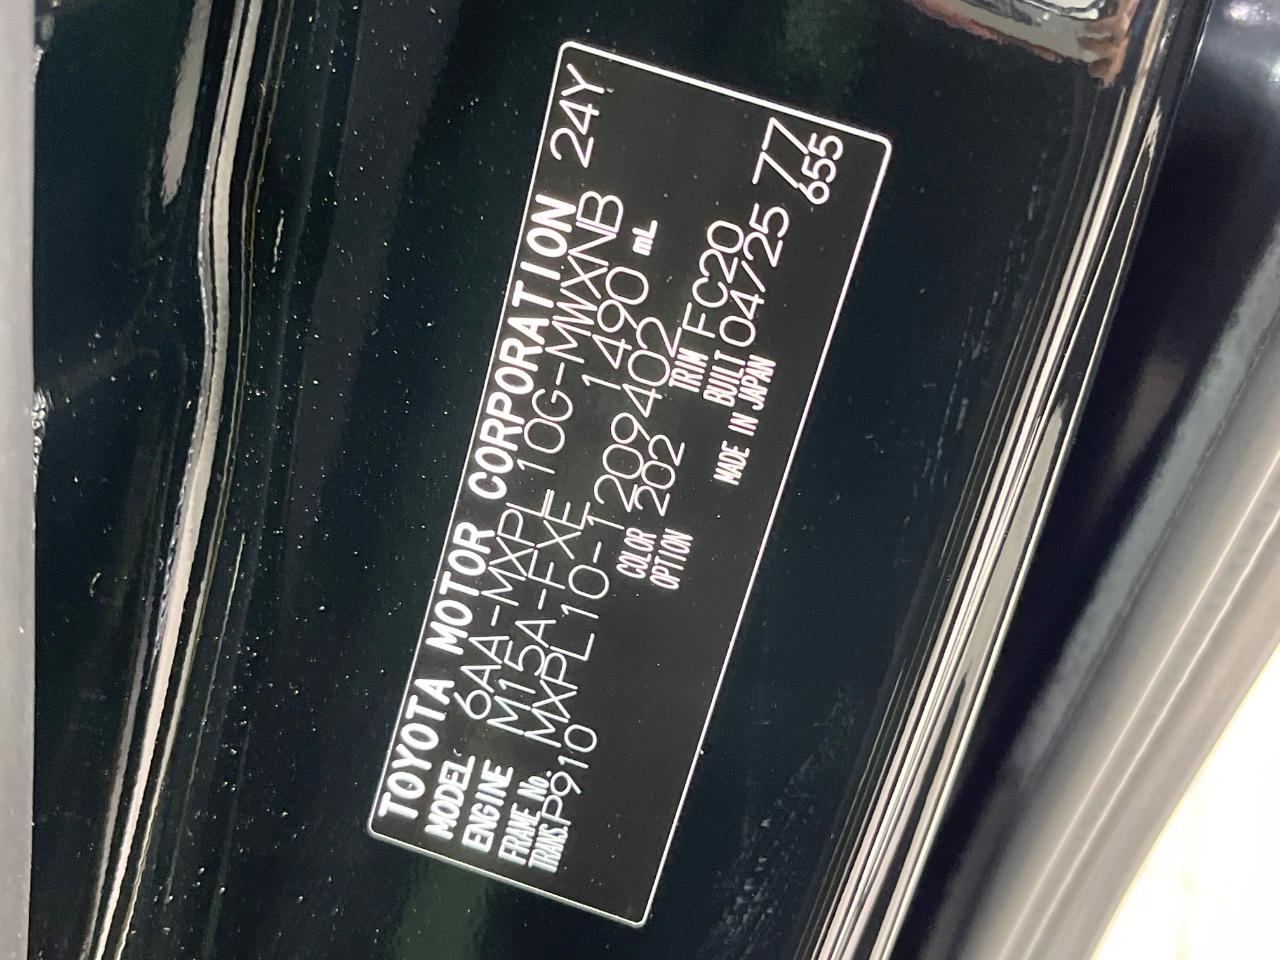 TOYOTA MOTOR CORPORATION 24Y
MODEL 6AA-MXPL10G-MWXNB
ENGINE M15A-FXE 1490 mL
FRAME No. MXPL10-1209402
TRANS. P910 COLOR 202 TRIM FC20
OPTION BUILT 04/25 77
MADE IN JAPAN 655